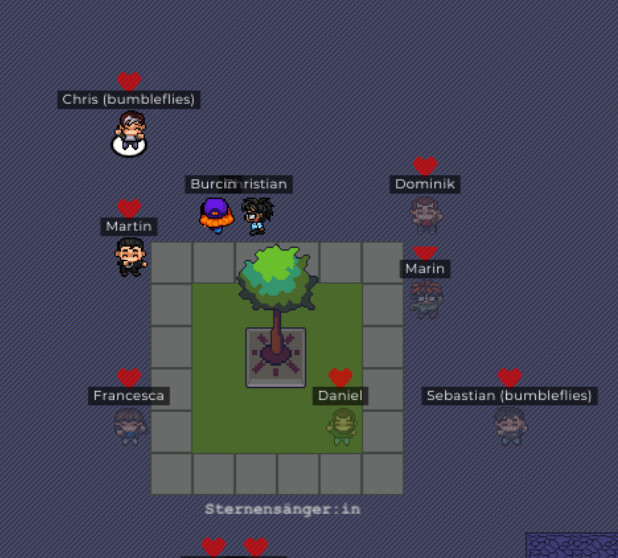 Chris (bumbleflies)
Burcin
Dominik
Martin
Marin
Francesca
Daniel
Sebastian (bumbleflies)
Sternensänger:in